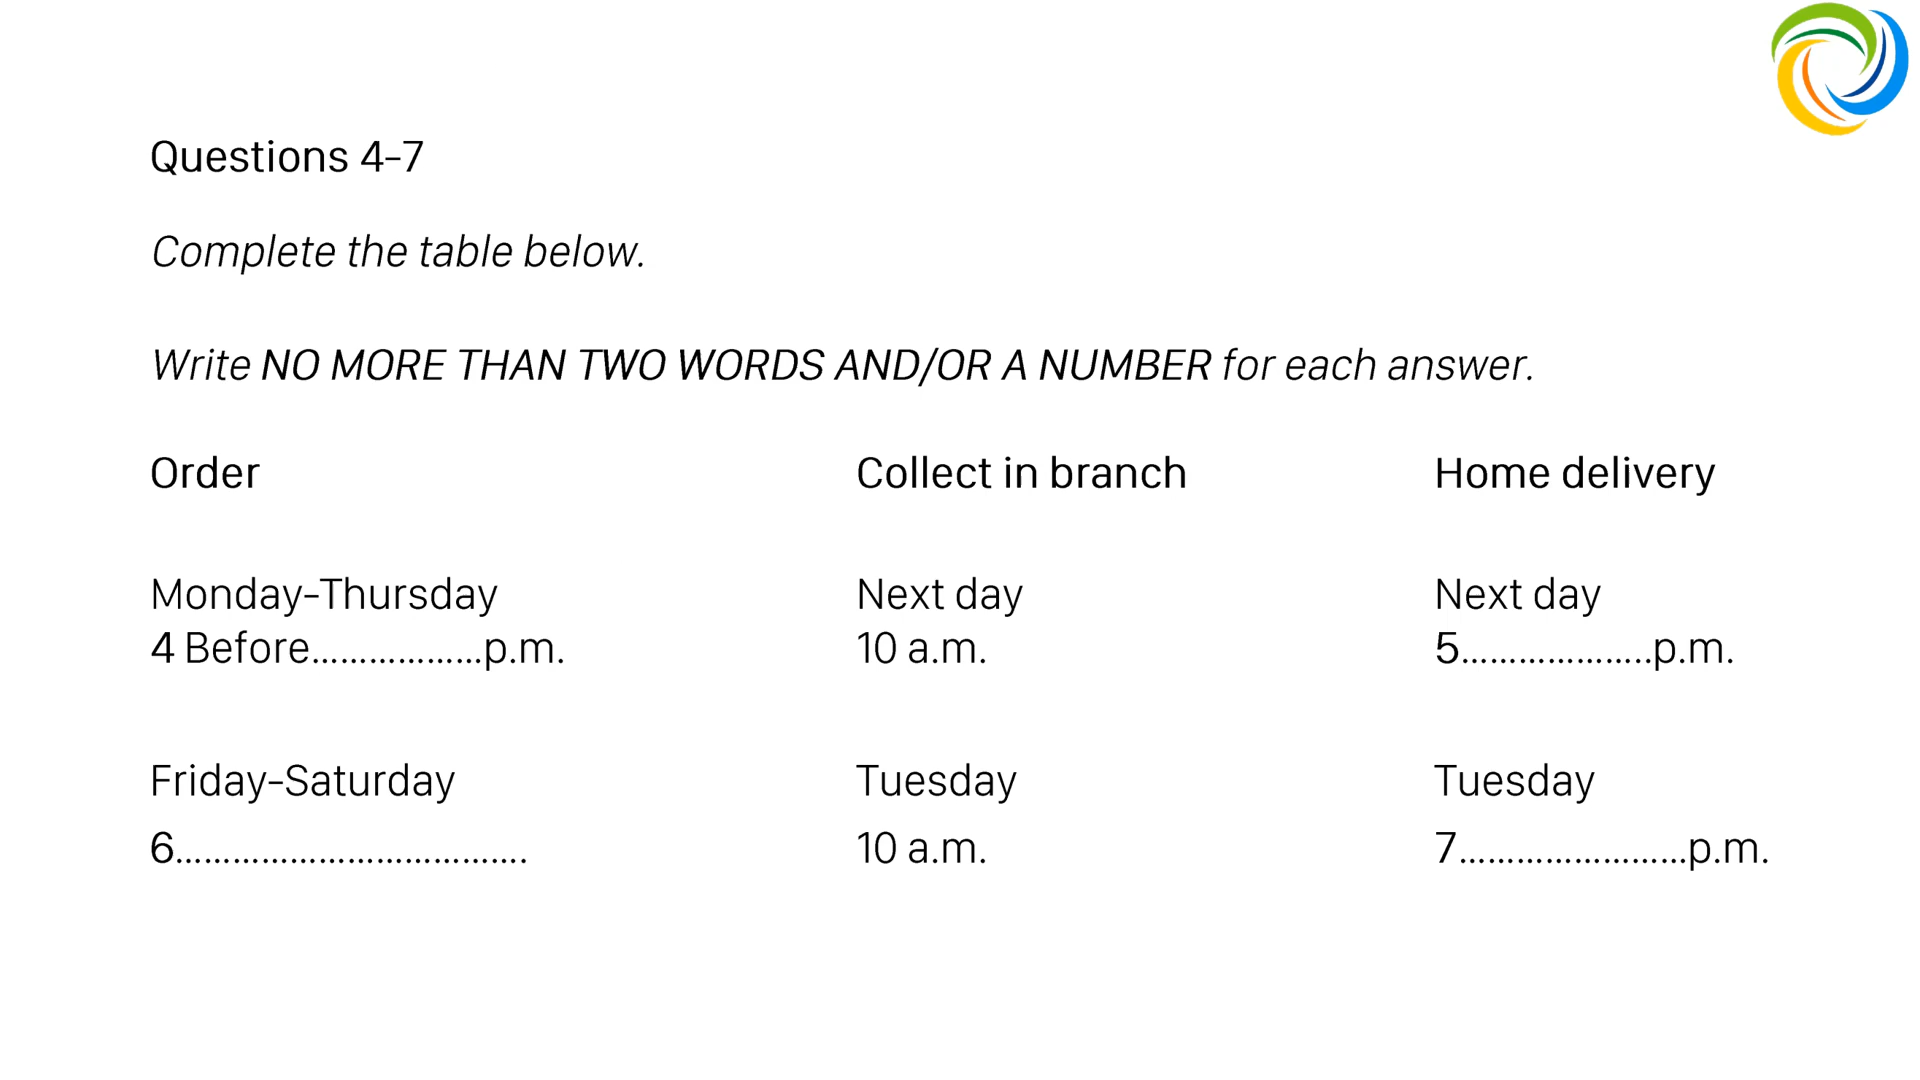 Questions 4-7
Complete the table below.
Write NO MORE THAN TWO WORDS AND/OR A NUMBER for each answer.
Order Collect in branch Home delivery
Monday-Thursday Next day Next day
4 Before..................p.m. 10 a.m. 5....................p.m.
Friday-Saturday Tuesday Tuesday
6..................................... 10 a.m. 7........................p.m.